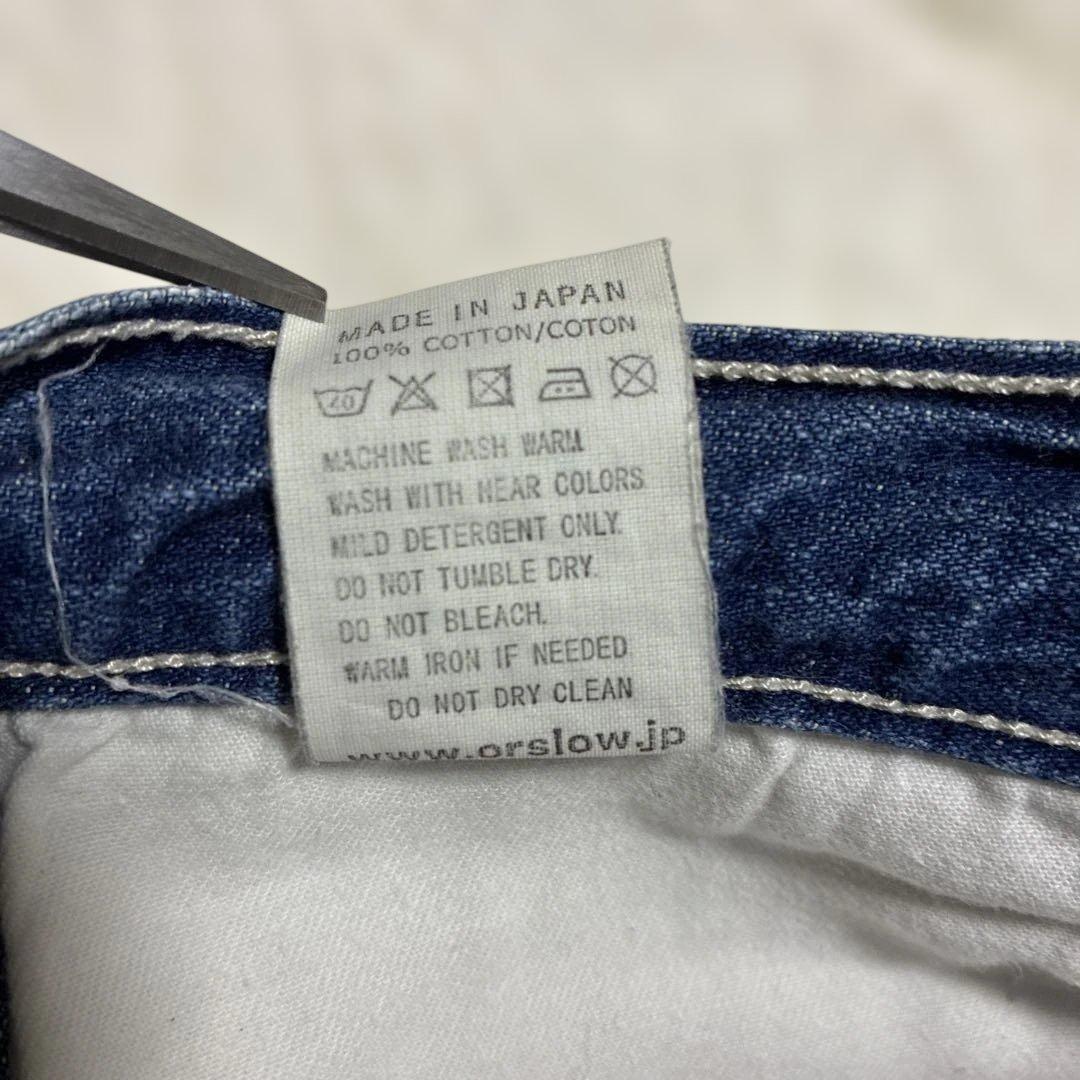 MADE IN JAPAN
100% COTTON/COTON
40
MACHINE WASH WARM
WASH WITH NEAR COLORS
MILD DETERGENT ONLY.
DO NOT TUMBLE DRY.
DO NOT BLEACH.
WARM IRON IF NEEDED
DO NOT DRY CLEAN
www.orslow.jp